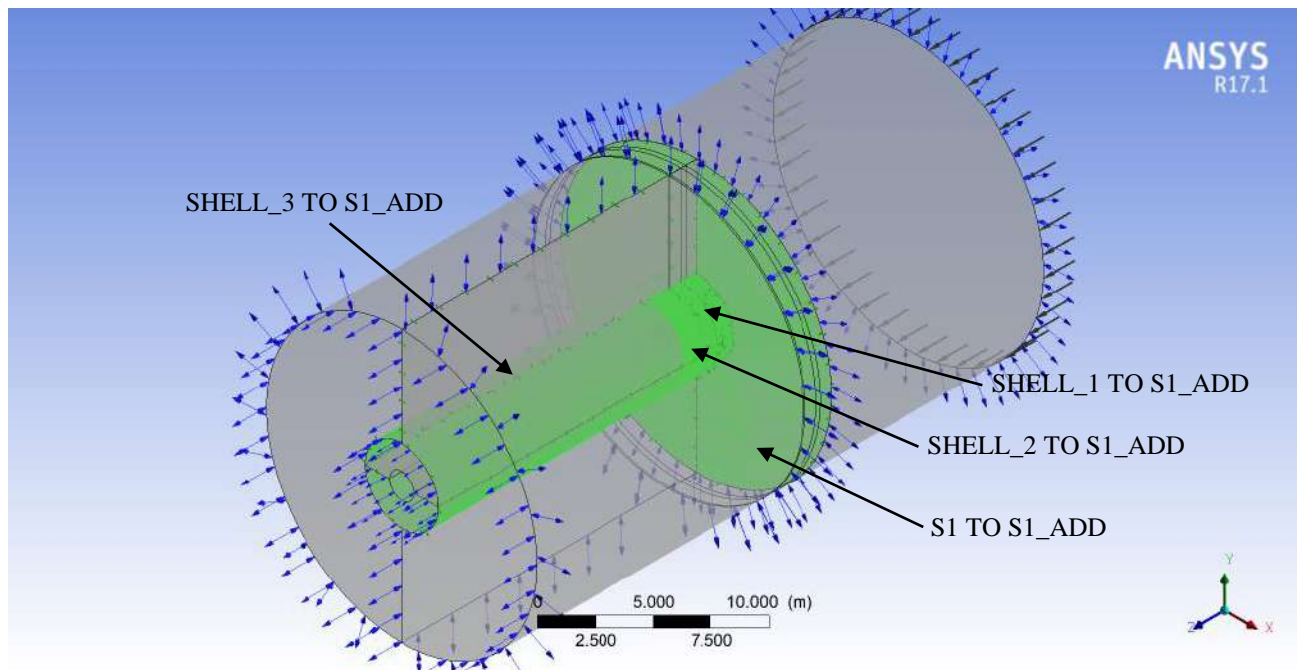 ANSYS
R17.1
SHELL_3 TO S1_ADD
SHELL_1 TO S1_ADD
SHELL_2 TO S1_ADD
S1 TO S1_ADD
0 5.000 10.000 (m)
2.500 7.500
Y
Z X